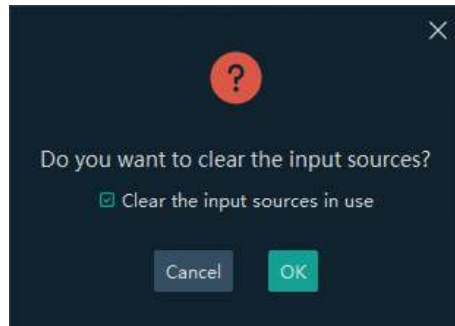 ?
Do you want to clear the input sources?
Clear the input sources in use
Cancel OK